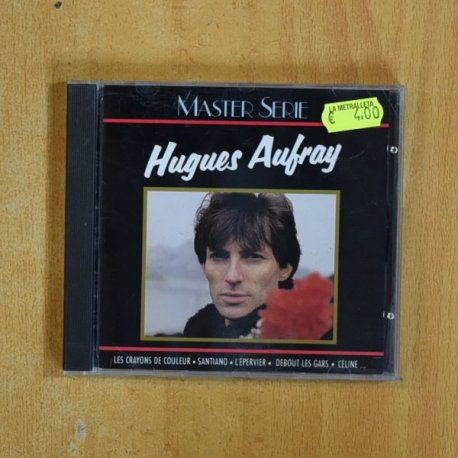 MASTER SERIE
LA METRALLETA
€ 4.00
Hugues Aufray
LES CRAYONS DE COULEUR • SANTIANO • L'EPERVIER • DEBOUT LES GARS • CELINE ...